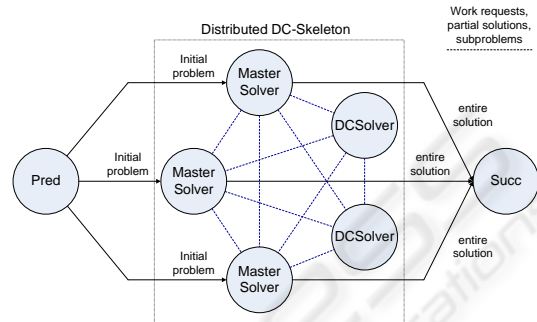 Distributed DC-Skeleton
Work requests,
partial solutions,
subproblems
Initial
problem
Master
Solver
DCSolver
entire
solution
Pred
Initial
problem
Master
Solver
entire
solution
Succ
Initial
problem
Master
Solver
DCSolver
entire
solution